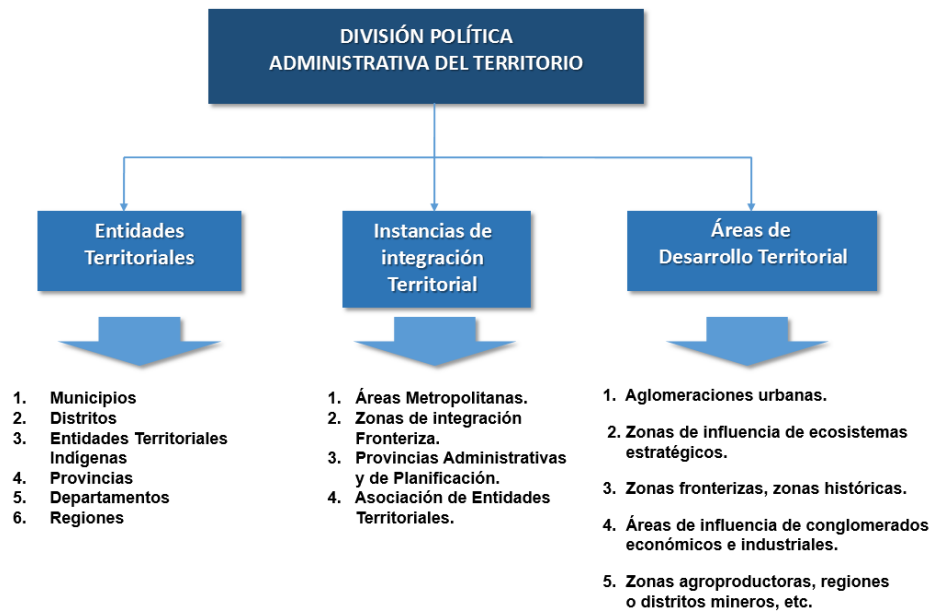 DIVISIÓN POLÍTICA
ADMINISTRATIVA DEL TERRITORIO
Entidades
Territoriales
Instancias de
integración
Territorial
Áreas de
Desarrollo Territorial
1. Municipios
2. Distritos
3. Entidades Territoriales
Indígenas
4. Provincias
5. Departamentos
6. Regiones
1. Áreas Metropolitanas.
2. Zonas de integración
Fronteriza.
3. Provincias Administrativas
y de Planificación.
4. Asociación de Entidades
Territoriales.
1. Aglomeraciones urbanas.
2. Zonas de influencia de ecosistemas
estratégicos.
3. Zonas fronterizas, zonas históricas.
4. Áreas de influencia de conglomerados
económicos e industriales.
5. Zonas agroproductoras, regiones
o distritos mineros, etc.